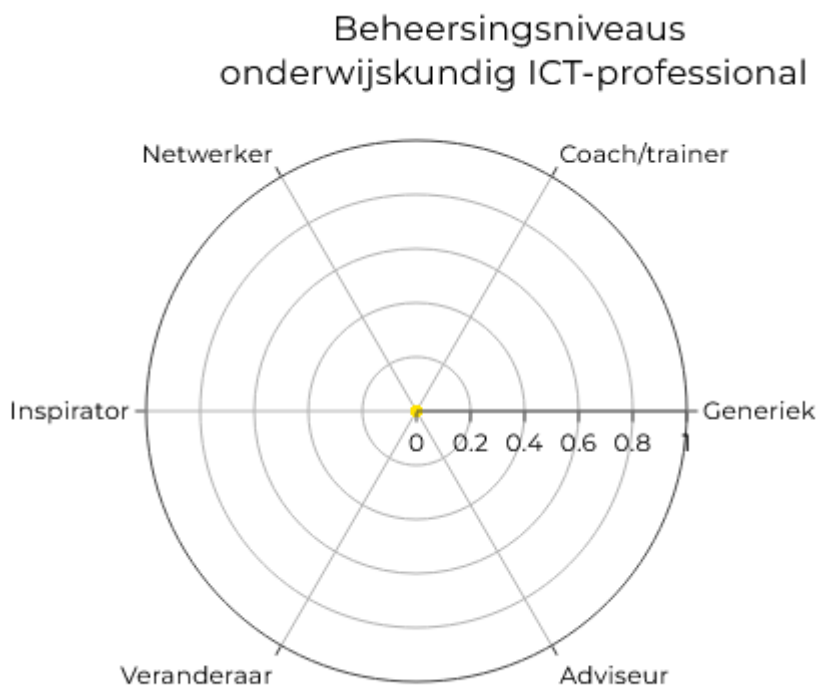 Beheersingsniveaus
onderwijskundig ICT-professional
Netwerker
Coach/trainer
Inspirator
Generiek
0 0.2 0.4 0.6 0.8 1
Veranderaar
Adviseur